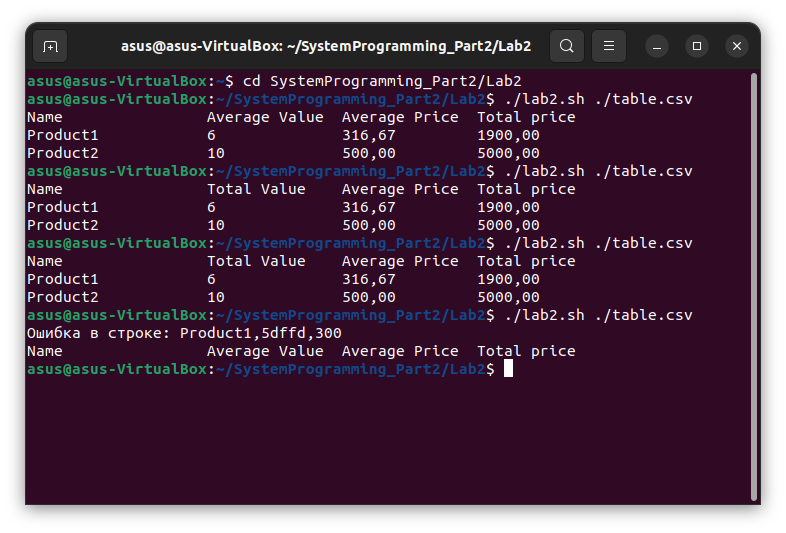 asus@asus-VirtualBox: ~/SystemProgramming_Part2/Lab2
asus@asus-VirtualBox:~$ cd SystemProgramming_Part2/Lab2
asus@asus-VirtualBox:~/SystemProgramming_Part2/Lab2$ ./lab2.sh ./table.csv
Name                Average Value  Average Price  Total price
Product1            6              316,67         1900,00
Product2            10             500,00         5000,00
asus@asus-VirtualBox:~/SystemProgramming_Part2/Lab2$ ./lab2.sh ./table.csv
Name                Total Value    Average Price  Total price
Product1            6              316,67         1900,00
Product2            10             500,00         5000,00
asus@asus-VirtualBox:~/SystemProgramming_Part2/Lab2$ ./lab2.sh ./table.csv
Name                Total Value    Average Price  Total price
Product1            6              316,67         1900,00
Product2            10             500,00         5000,00
asus@asus-VirtualBox:~/SystemProgramming_Part2/Lab2$ ./lab2.sh ./table.csv
Ошибка в строке: Product1,5dffd,300
Name                Average Value  Average Price  Total price
asus@asus-VirtualBox:~/SystemProgramming_Part2/Lab2$